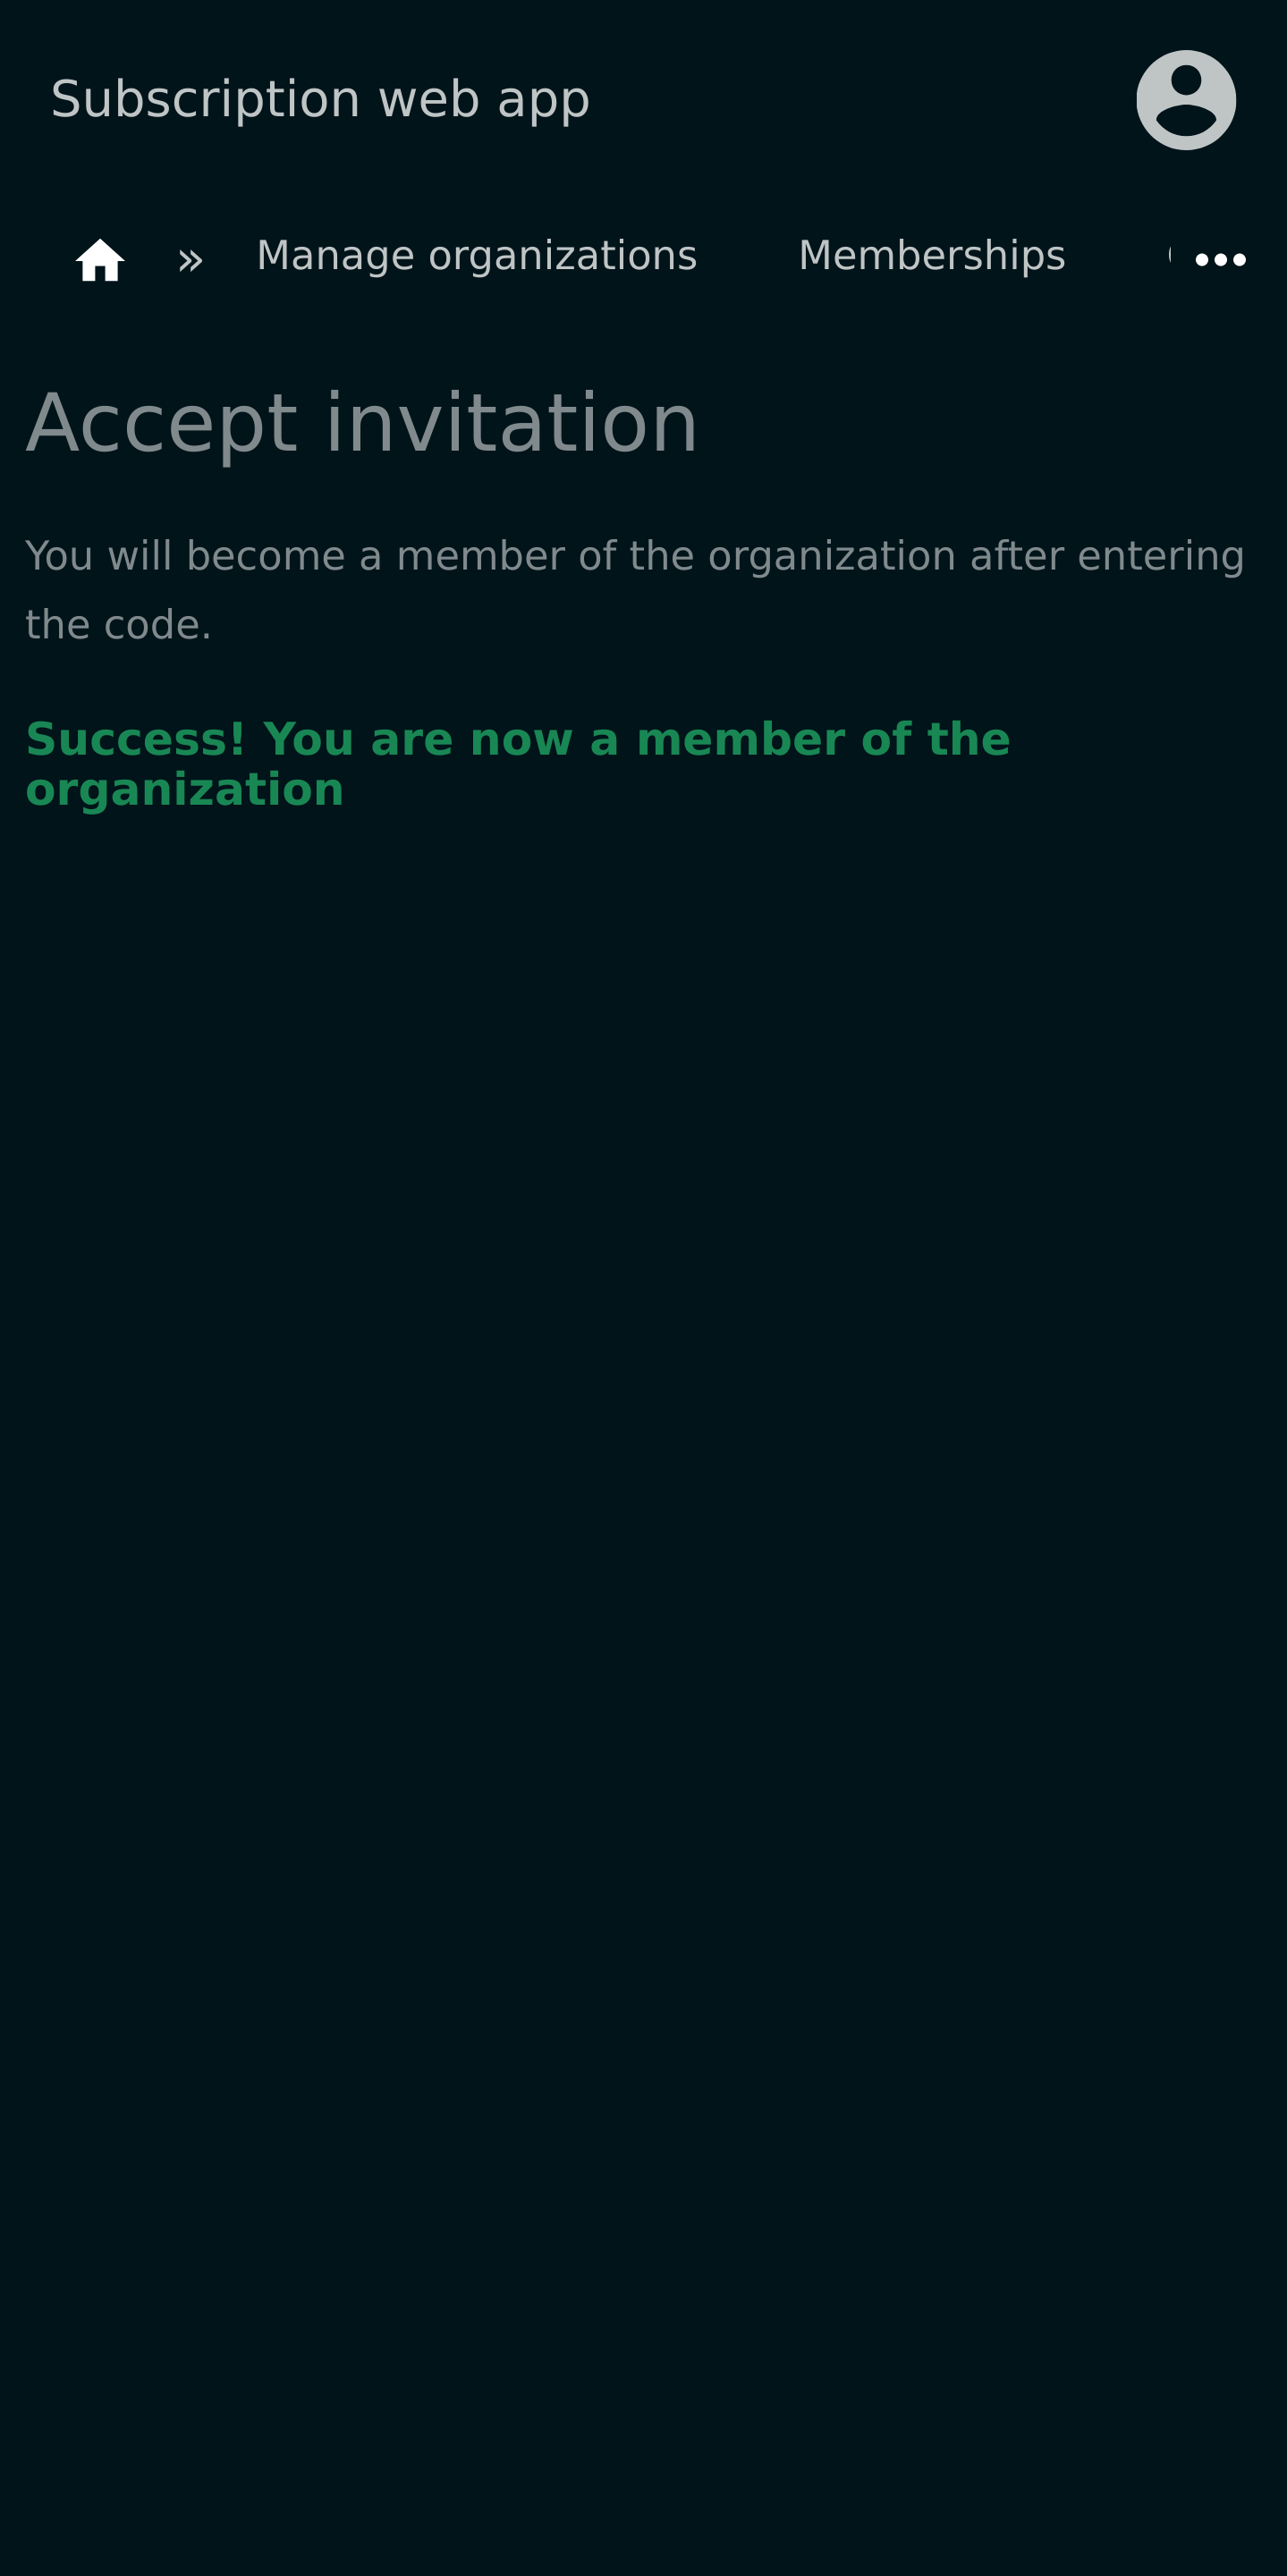 Subscription web app
» Manage organizations Memberships
Accept invitation
You will become a member of the organization after entering
the code.
Success! You are now a member of the
organization